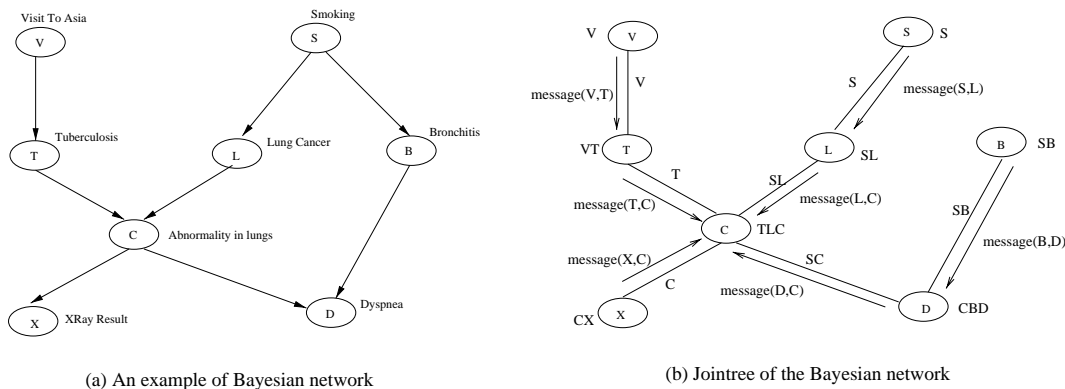 Visit To Asia
V
Smoking
S
Tuberculosis
T
Lung Cancer
L
Bronchitis
B
C
Abnormality in lungs
X
XRay Result
D
Dyspnea
(a) An example of Bayesian network
V
V
S
S
V
S
message(V,T)
message(S,L)
VT
T
L
SL
B
SB
T
SL
message(T,C)
message(L,C)
SB
C
TLC
message(B,D)
message(X,C)
SC
C
message(D,C)
CX
X
D
CBD
(b) Jointree of the Bayesian network